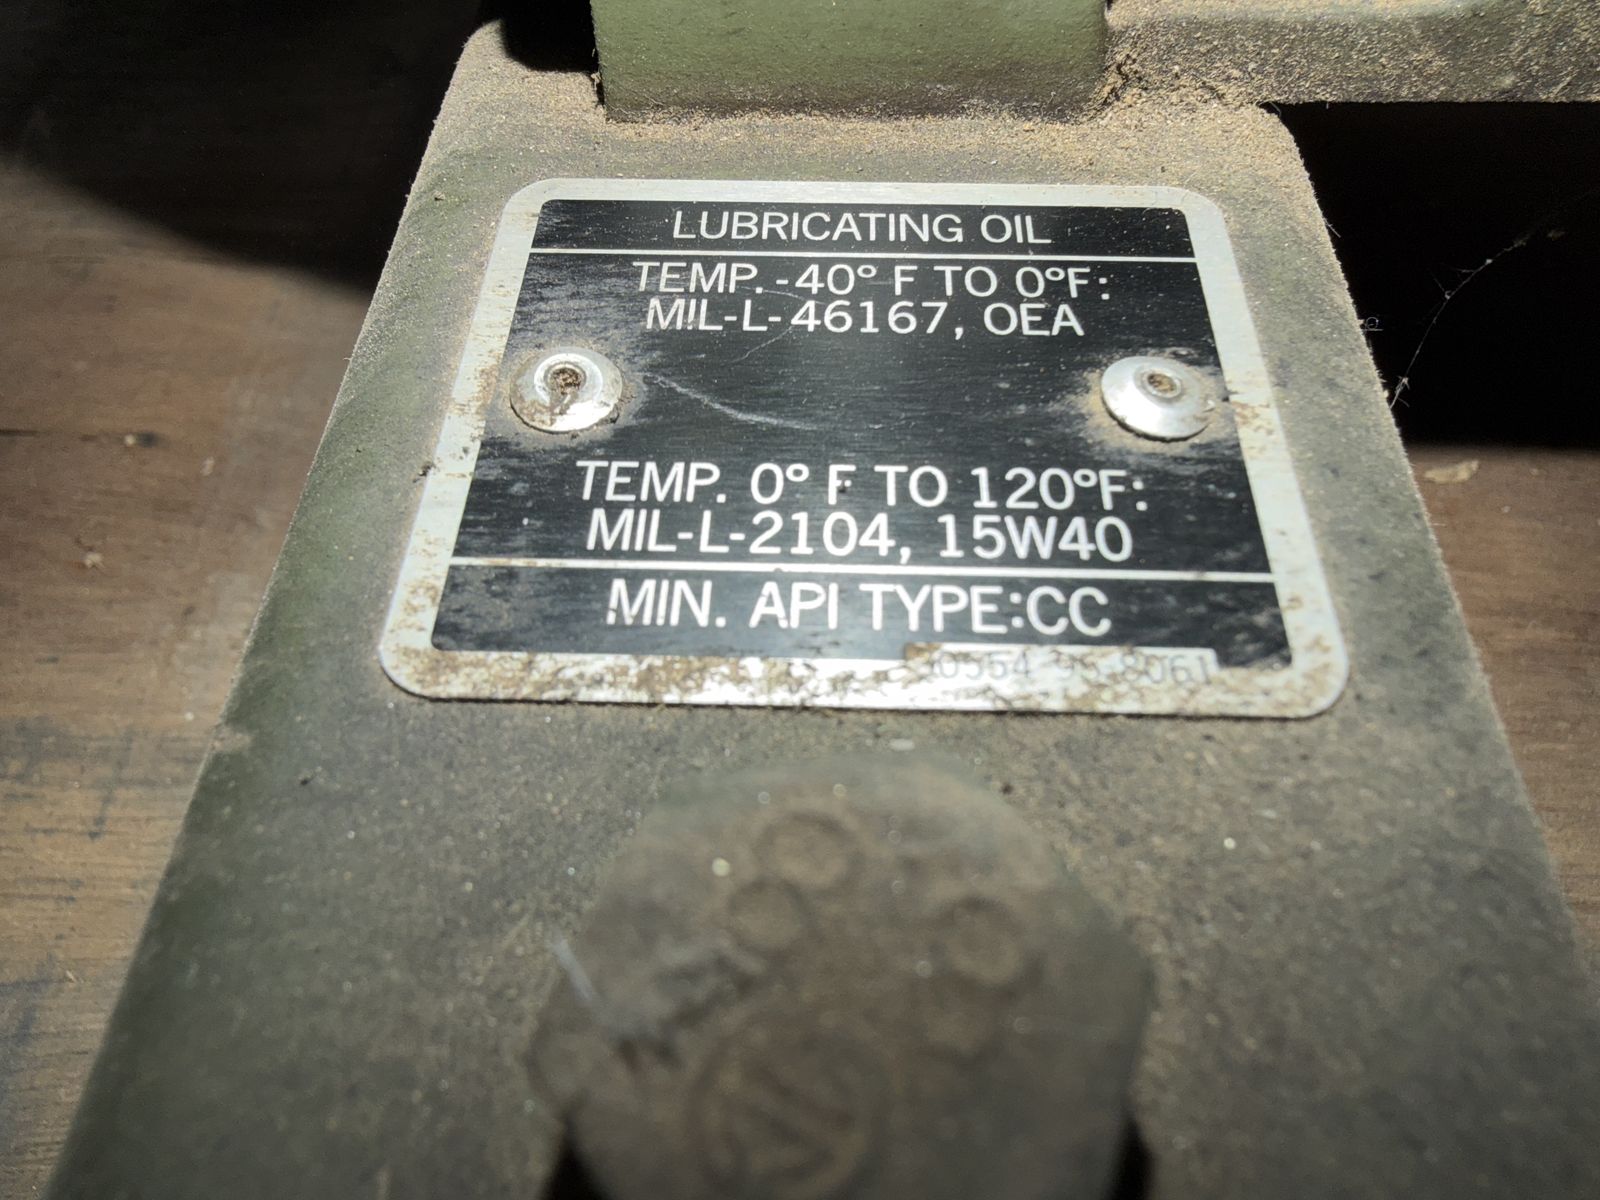 LUBRICATING OIL
TEMP. -40° F TO 0°F:
MIL-L-46167, OEA
TEMP. 0° F TO 120°F:
MIL-L-2104, 15W40
MIN. API TYPE:CC